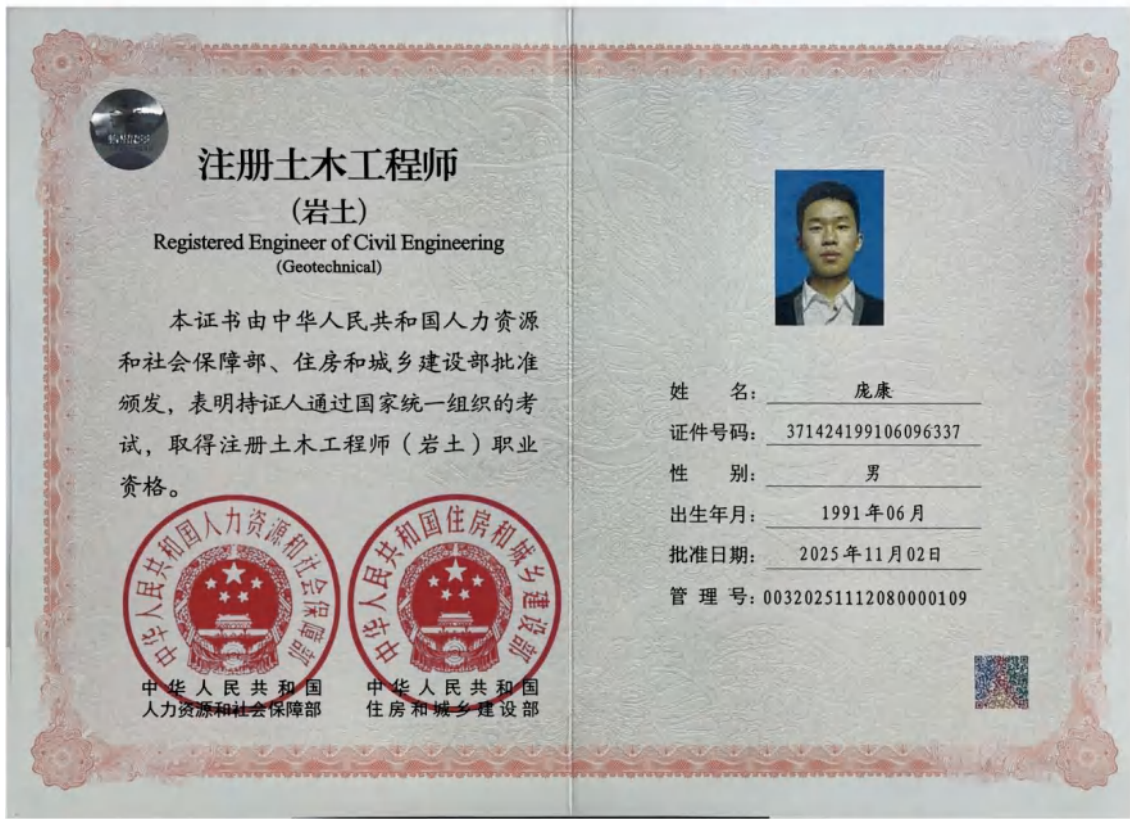 注册土木工程师
（岩土）
Registered Engineer of Civil Engineering
(Geotechnical)
本证书由中华人民共和国人力资源
和社会保障部、住房和城乡建设部批准
颁发，表明持证人通过国家统一组织的考
试，取得注册土木工程师（岩土）职业
资格。
中华人民共和国人力资源和社会保障部
中华人民共和国住房和城乡建设部
中华人民共和国
人力资源和社会保障部
中华人民共和国
住房和城乡建设部
姓 名：庞康
证件号码：371424199106096337
性 别：男
出生年月：1991年06月
批准日期：2025年11月02日
管 理 号：00320251112080000109